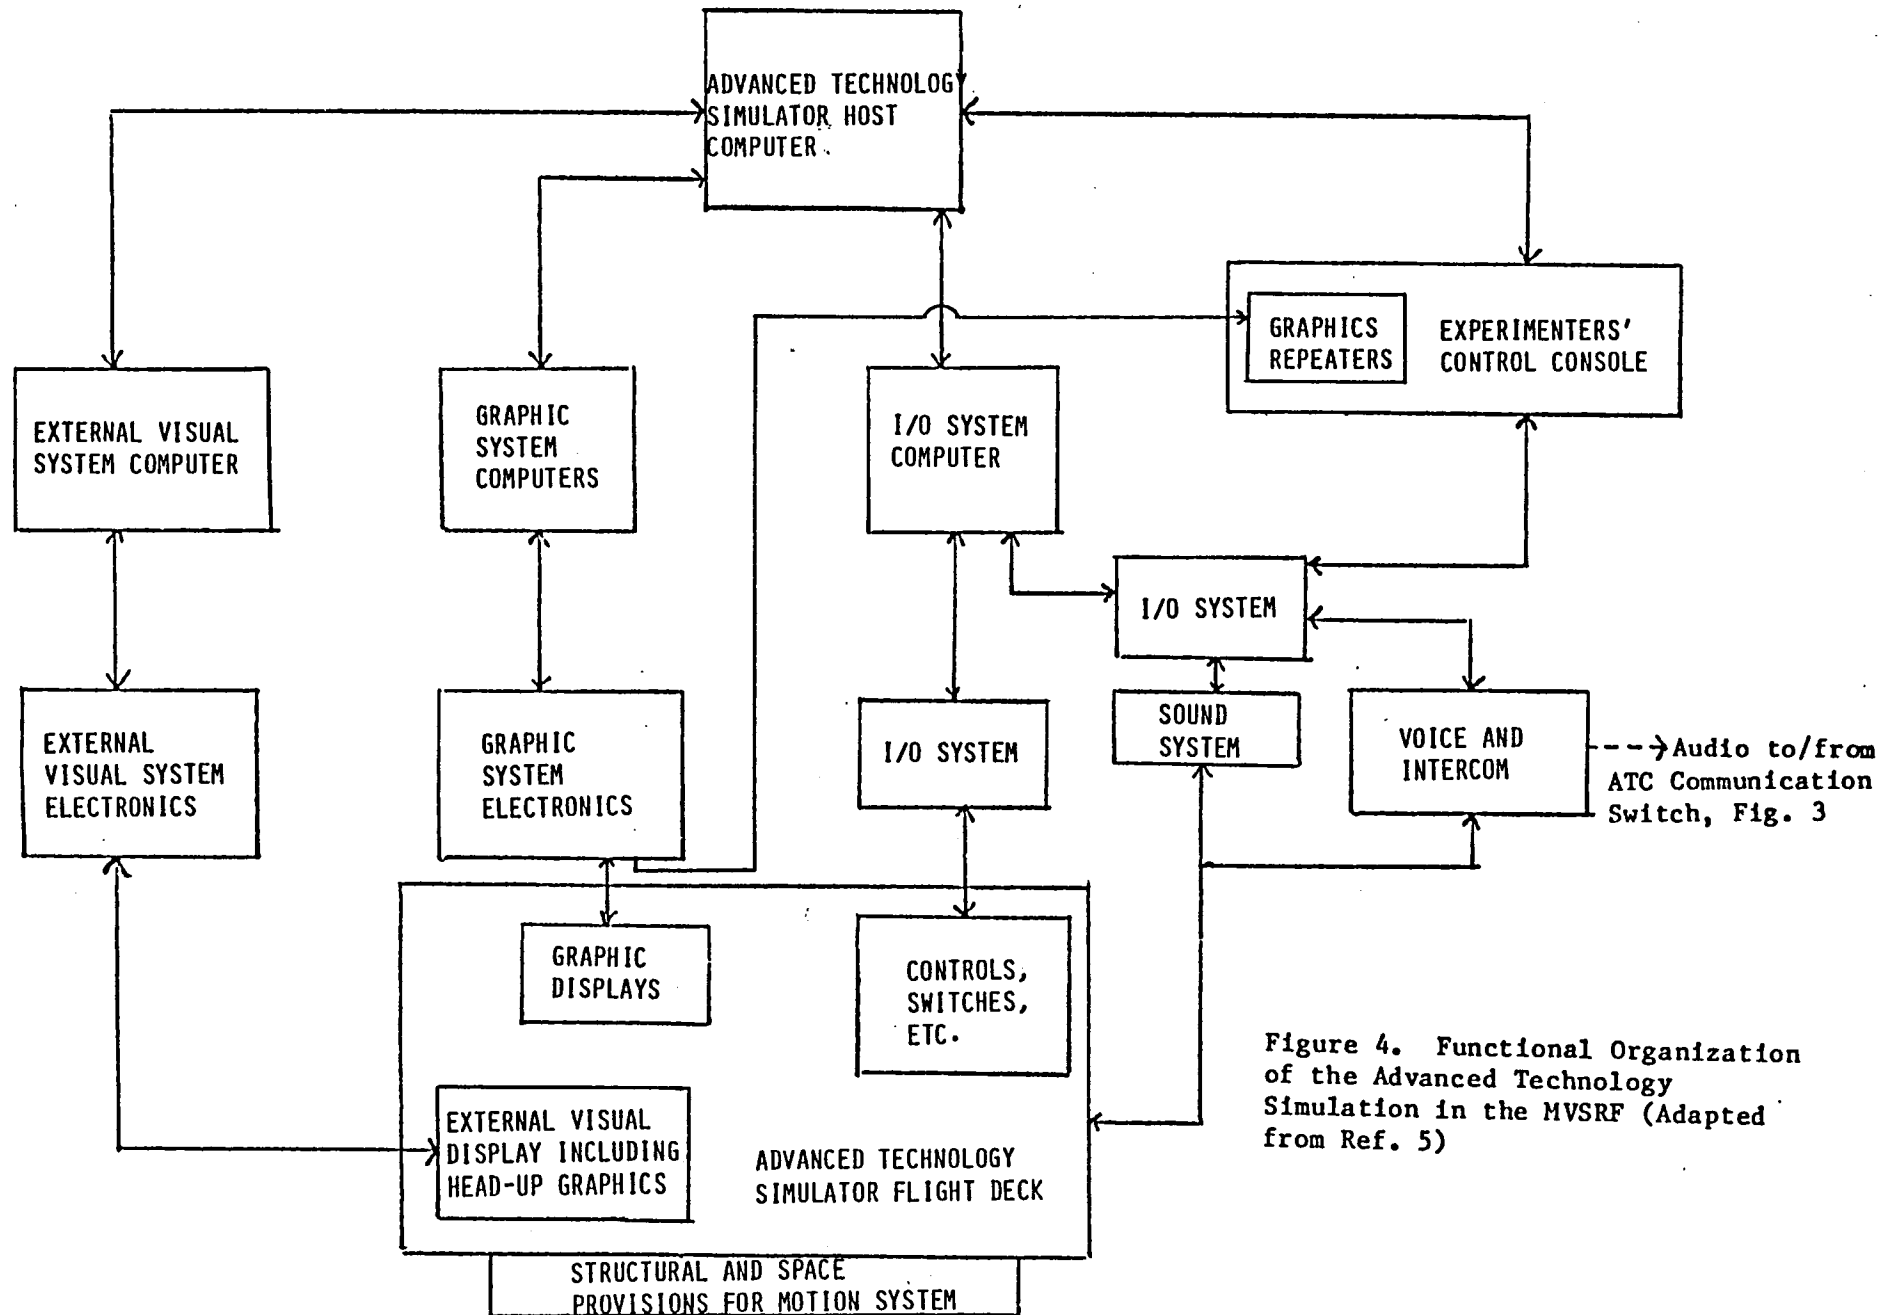 ADVANCED TECHNOLOG
SIMULATOR HOST
COMPUTER
GRAPHICS
REPEATERS
EXPERIMENTERS'
CONTROL CONSOLE
EXTERNAL VISUAL
SYSTEM COMPUTER
GRAPHIC
SYSTEM
COMPUTERS
I/O SYSTEM
COMPUTER
I/O SYSTEM
EXTERNAL
VISUAL SYSTEM
ELECTRONICS
GRAPHIC
SYSTEM
ELECTRONICS
I/O SYSTEM
SOUND
SYSTEM
VOICE AND
INTERCOM
Audio to/from
ATC Communication
Switch, Fig. 3
GRAPHIC
DISPLAYS
CONTROLS,
SWITCHES,
ETC.
EXTERNAL VISUAL
DISPLAY INCLUDING
HEAD-UP GRAPHICS
ADVANCED TECHNOLOGY
SIMULATOR FLIGHT DECK
STRUCTURAL AND SPACE
PROVISIONS FOR MOTION SYSTEM
Figure 4. Functional Organization
of the Advanced Technology
Simulation in the MVSRF (Adapted
from Ref. 5)